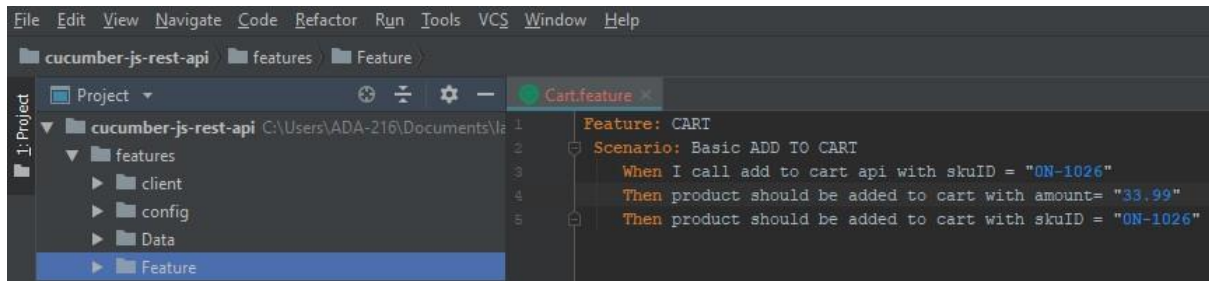 File Edit View Navigate Code Refactor Run Tools VCS Window Help
cucumber-js-rest-api features Feature
1: Project
Project
Cart.feature
cucumber-js-rest-api C:\Users\ADA-216\Documents\la
features
client
config
Data
Feature
1 Feature: CART
2 Scenario: Basic ADD TO CART
3 When I call add to cart api with skuID = "0N-1026"
4 Then product should be added to cart with amount= "33.99"
5 Then product should be added to cart with skuID = "0N-1026"